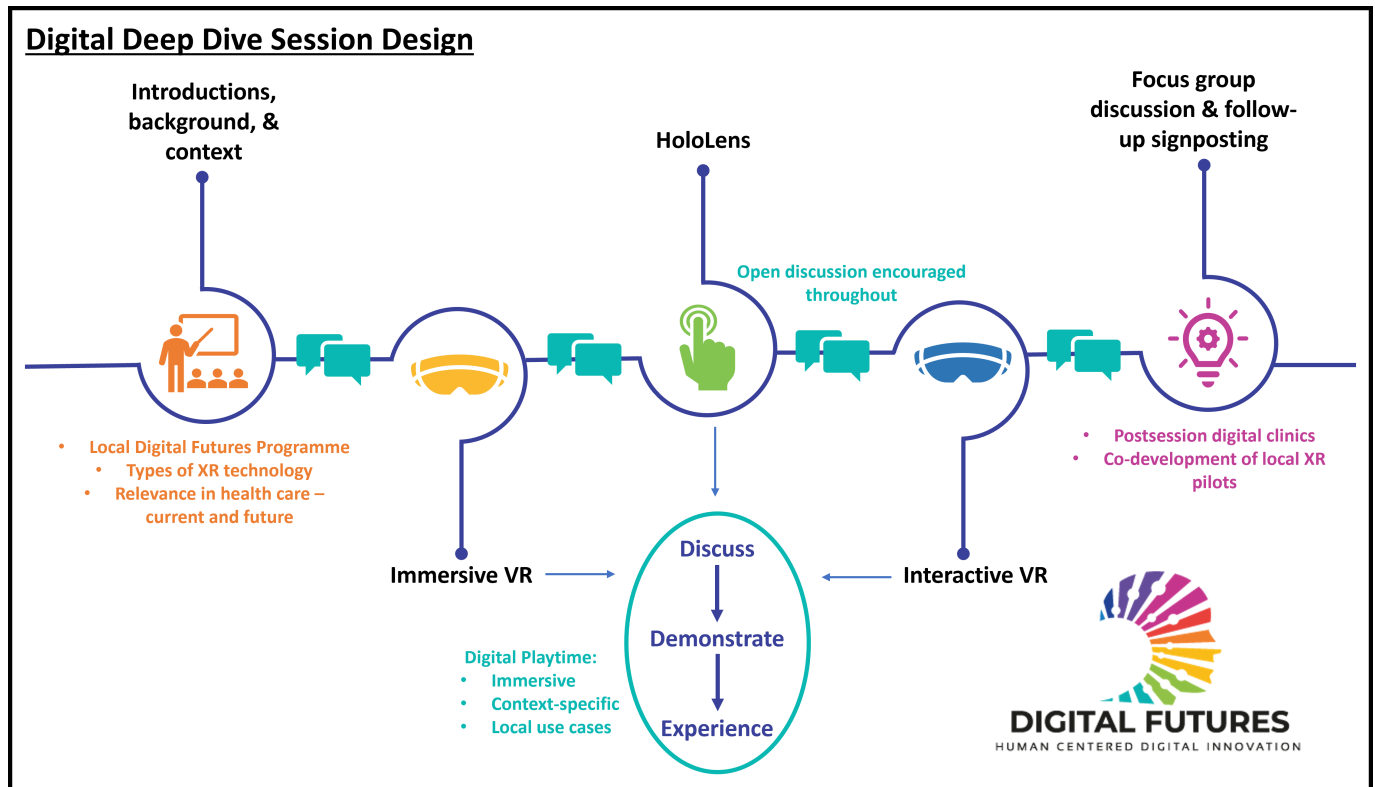 Digital Deep Dive Session Design
Introductions,
background, &
context
HoloLens
Focus group
discussion & follow-
up signposting
Open discussion encouraged
throughout
• Local Digital Futures Programme
• Types of XR technology
• Relevance in health care –
current and future
• Postsession digital clinics
• Co-development of local XR
pilots
Immersive VR
Interactive VR
Discuss
Demonstrate
Experience
Digital Playtime:
• Immersive
• Context-specific
• Local use cases
DIGITAL FUTURES
HUMAN CENTERED DIGITAL INNOVATION